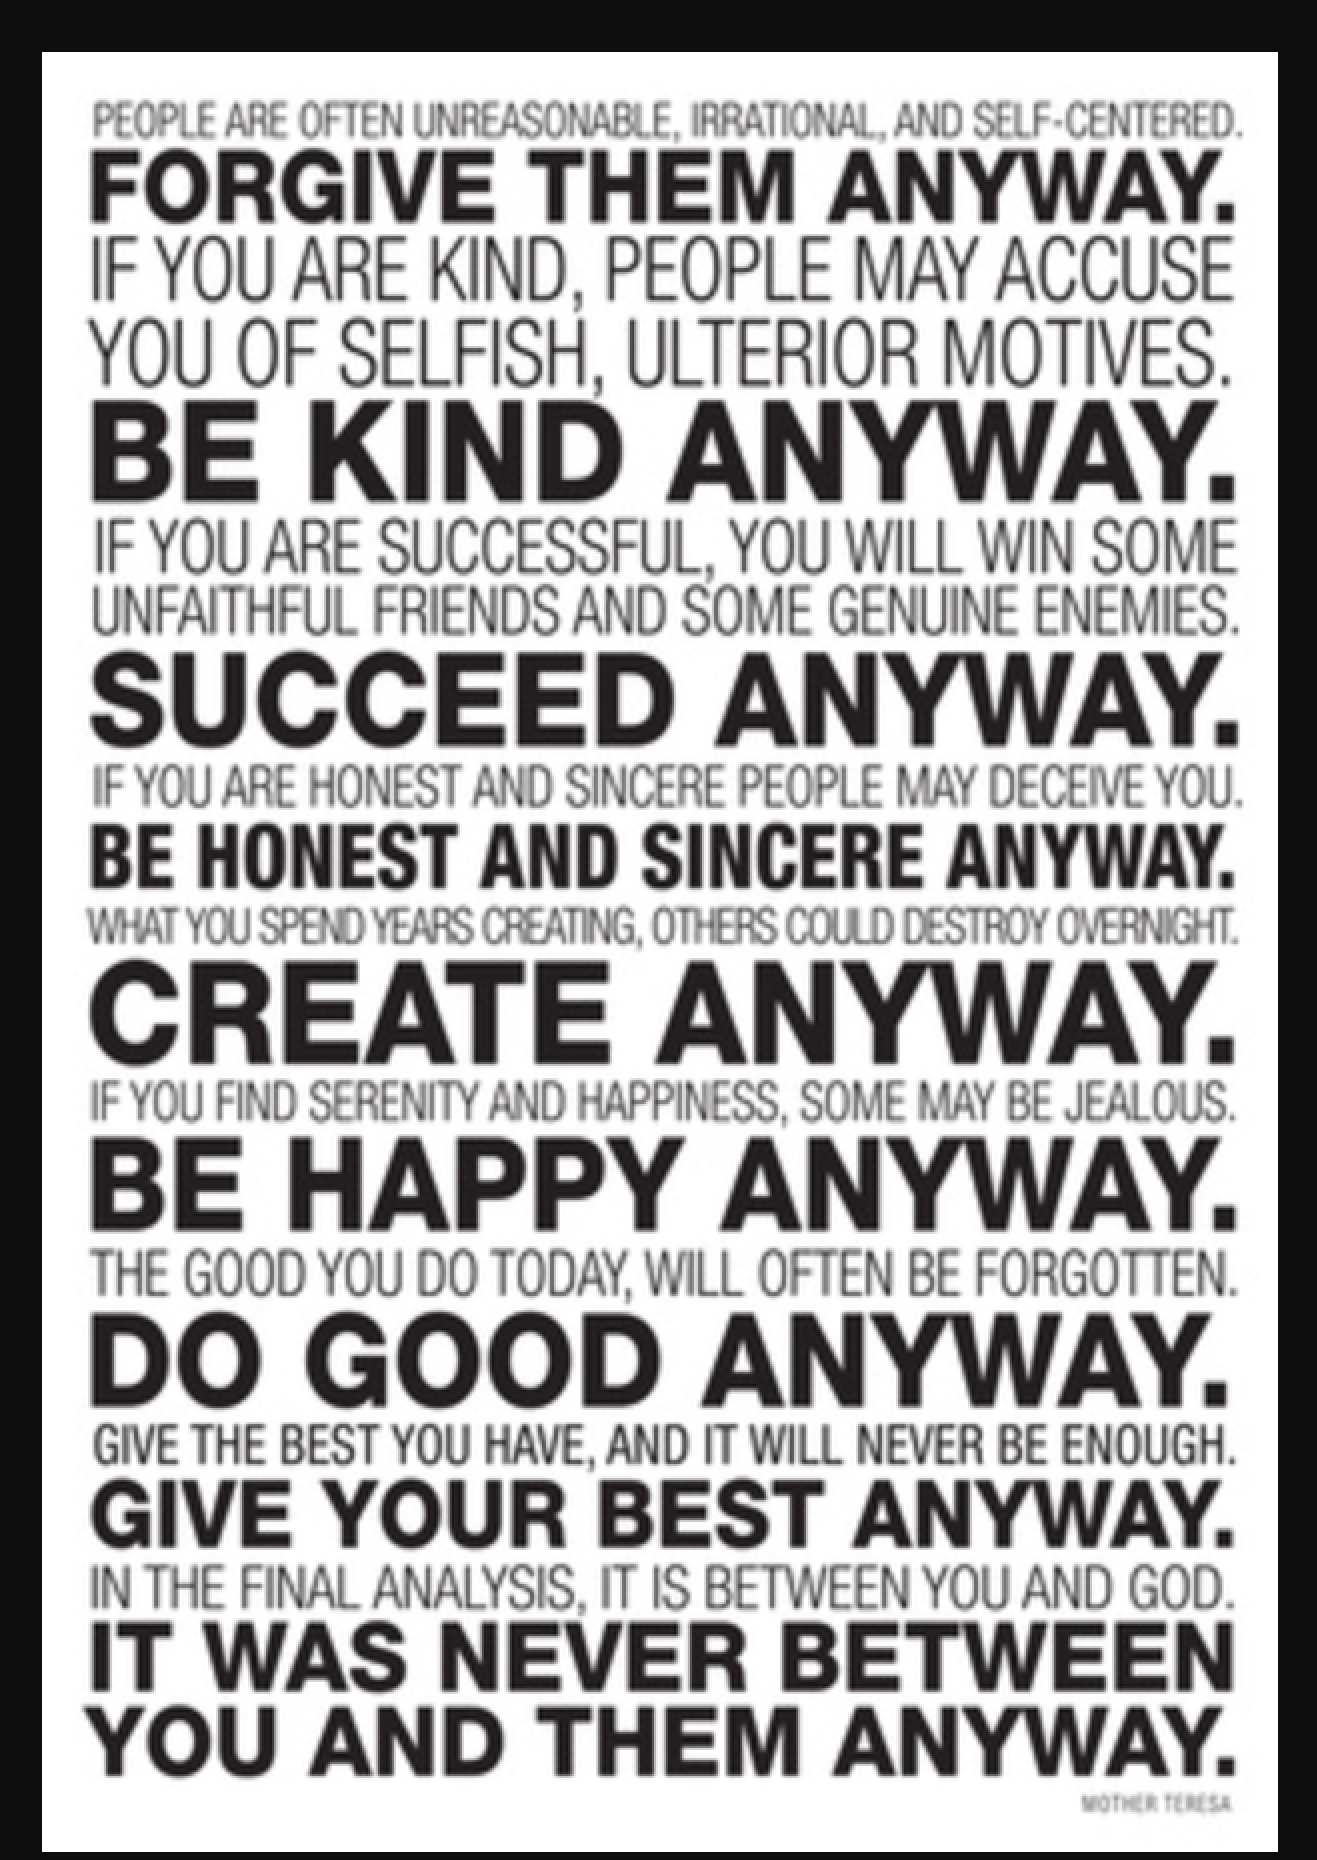 PEOPLE ARE OFTEN UNREASONABLE, IRRATIONAL, AND SELF-CENTERED.
FORGIVE THEM ANYWAY.
IF YOU ARE KIND, PEOPLE MAY ACCUSE
YOU OF SELFISH, ULTERIOR MOTIVES.
BE KIND ANYWAY.
IF YOU ARE SUCCESSFUL, YOU WILL WIN SOME
UNFAITHFUL FRIENDS AND SOME GENUINE ENEMIES.
SUCCEED ANYWAY.
IF YOU ARE HONEST AND SINCERE PEOPLE MAY DECEIVE YOU.
BE HONEST AND SINCERE ANYWAY.
WHAT YOU SPEND YEARS CREATING, OTHERS COULD DESTROY OVERNIGHT.
CREATE ANYWAY.
IF YOU FIND SERENITY AND HAPPINESS, SOME MAY BE JEALOUS.
BE HAPPY ANYWAY.
THE GOOD YOU DO TODAY, WILL OFTEN BE FORGOTTEN.
DO GOOD ANYWAY.
GIVE THE BEST YOU HAVE, AND IT WILL NEVER BE ENOUGH.
GIVE YOUR BEST ANYWAY.
IN THE FINAL ANALYSIS, IT IS BETWEEN YOU AND GOD.
IT WAS NEVER BETWEEN
YOU AND THEM ANYWAY.
MOTHER TERESA